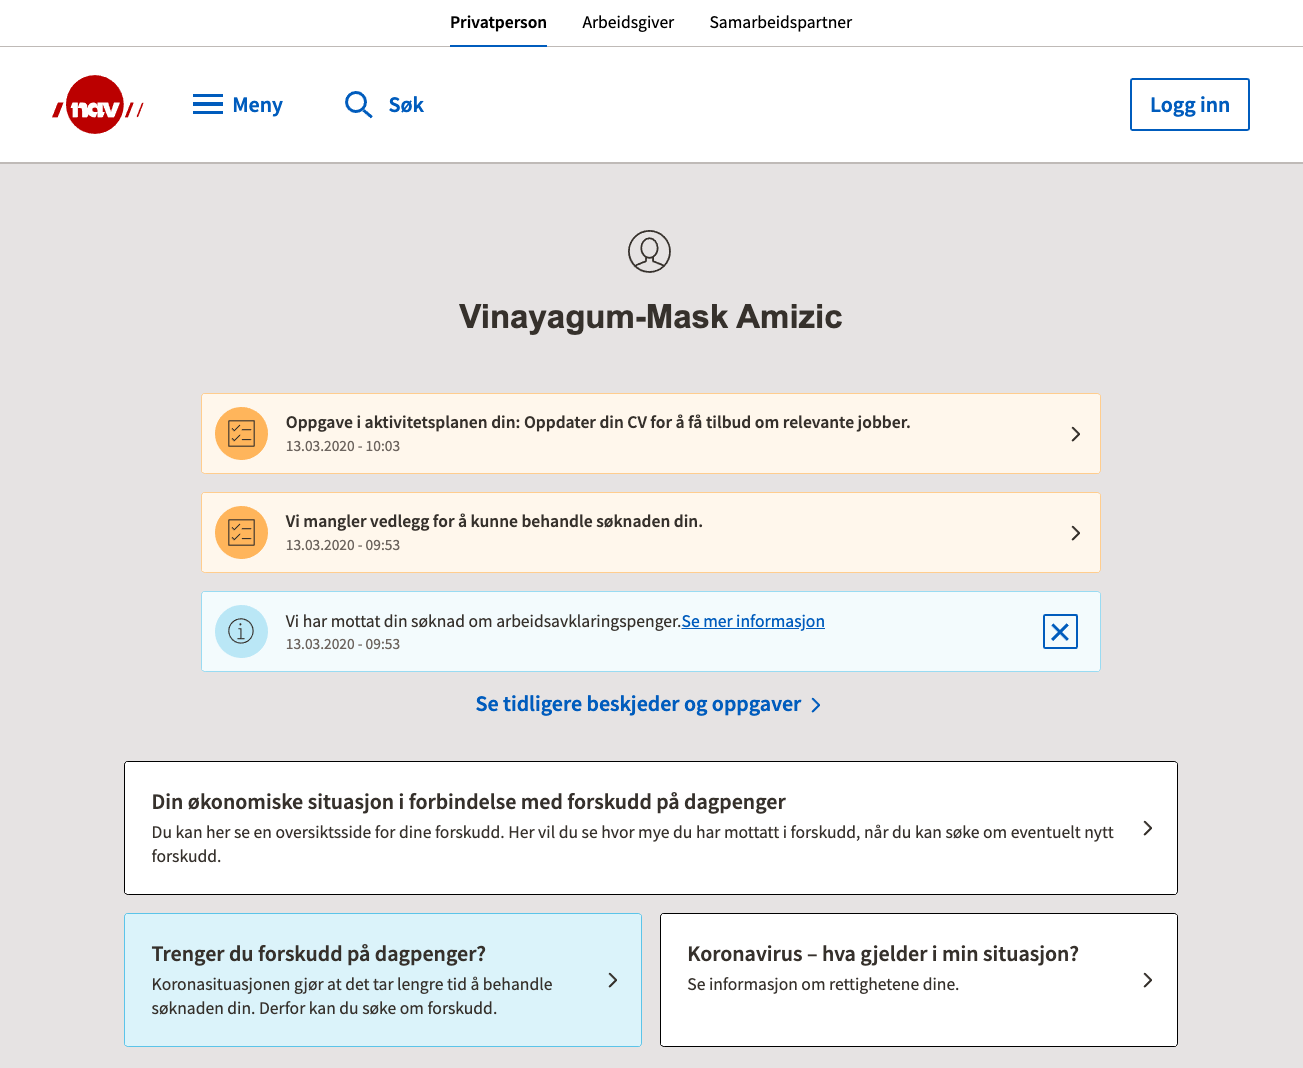 Privatperson Arbeidsgiver Samarbeidspartner
nav Meny Søk Logg inn
Vinayagum-Mask Amizic
Oppgave i aktivitetsplanen din: Oppdater din CV for å få tilbud om relevante jobber.
13.03.2020 - 10:03
Vi mangler vedlegg for å kunne behandle søknaden din.
13.03.2020 - 09:53
Vi har mottat din søknad om arbeidsavklaringspenger.Se mer informasjon
13.03.2020 - 09:53
Se tidligere beskjeder og oppgaver
Din økonomiske situasjon i forbindelse med forskudd på dagpenger
Du kan her se en oversiktsside for dine forskudd. Her vil du se hvor mye du har mottatt i forskudd, når du kan søke om eventuelt nytt
forskudd.
Trenger du forskudd på dagpenger?
Koronasituasjonen gjør at det tar lengre tid å behandle
søknaden din. Derfor kan du søke om forskudd.
Koronavirus – hva gjelder i min situasjon?
Se informasjon om rettighetene dine.